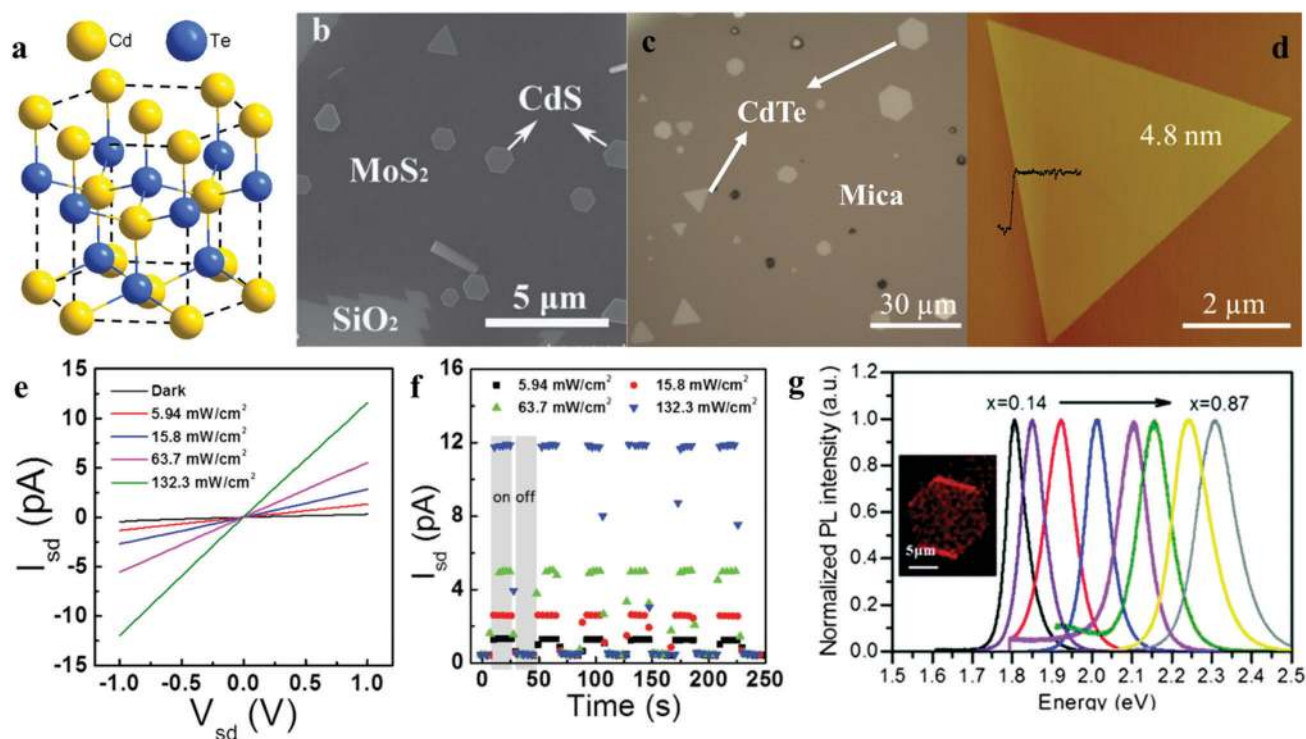 a
Cd Te
b
CdS
MoS₂
SiO₂
5 µm
c
CdTe
Mica
30 µm
d
4.8 nm
2 µm
e
Dark
5.94 mW/cm²
15.8 mW/cm²
63.7 mW/cm²
132.3 mW/cm²
15
10
5
0
-5
-10
-15
I_sd (pA)
-1.0 -0.5 0.0 0.5 1.0
V_sd (V)
f
5.94 mW/cm² 15.8 mW/cm²
63.7 mW/cm² 132.3 mW/cm²
on off
16
12
8
4
0
I_sd (pA)
0 50 100 150 200 250
Time (s)
g
x=0.14 x=0.87
5µm
1.2
1.0
0.8
0.6
0.4
0.2
0.0
Normalized PL intensity (a.u.)
1.5 1.6 1.7 1.8 1.9 2.0 2.1 2.2 2.3 2.4 2.5
Energy (eV)